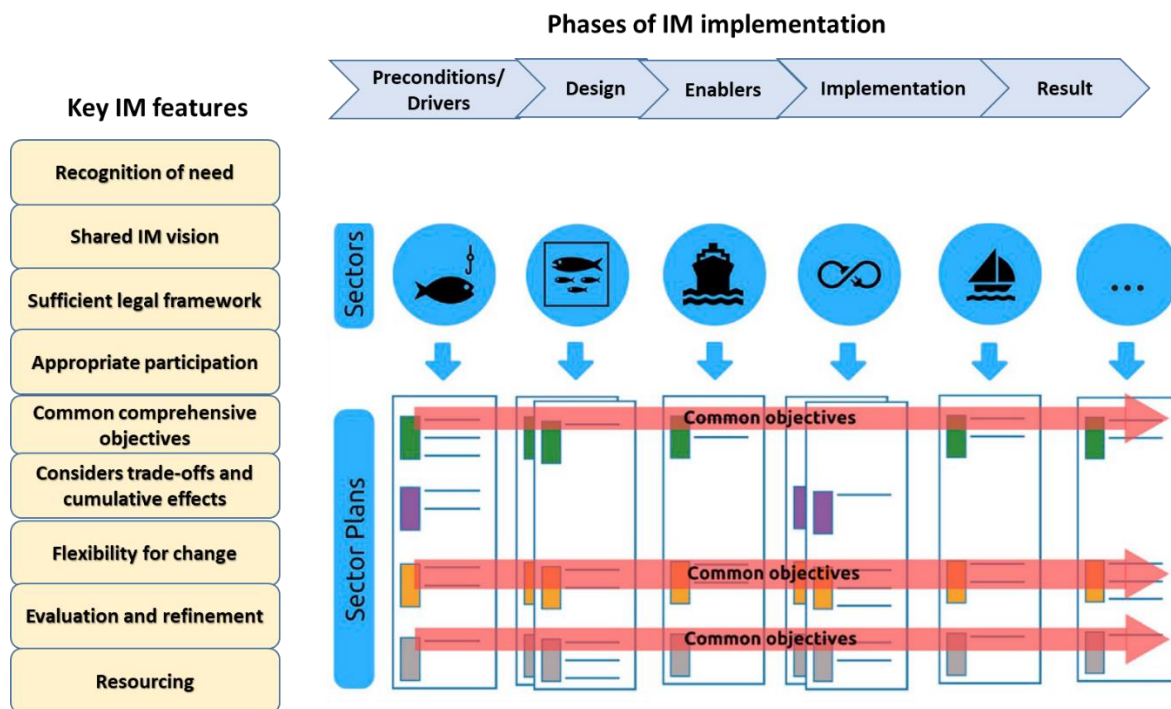 Phases of IM implementation
Preconditions/
Drivers
Design
Enablers
Implementation
Result
Key IM features
Recognition of need
Shared IM vision
Sufficient legal framework
Appropriate participation
Common comprehensive
objectives
Considers trade-offs and
cumulative effects
Flexibility for change
Evaluation and refinement
Resourcing
Sectors
...
Sector Plans
Common objectives
Common objectives
Common objectives